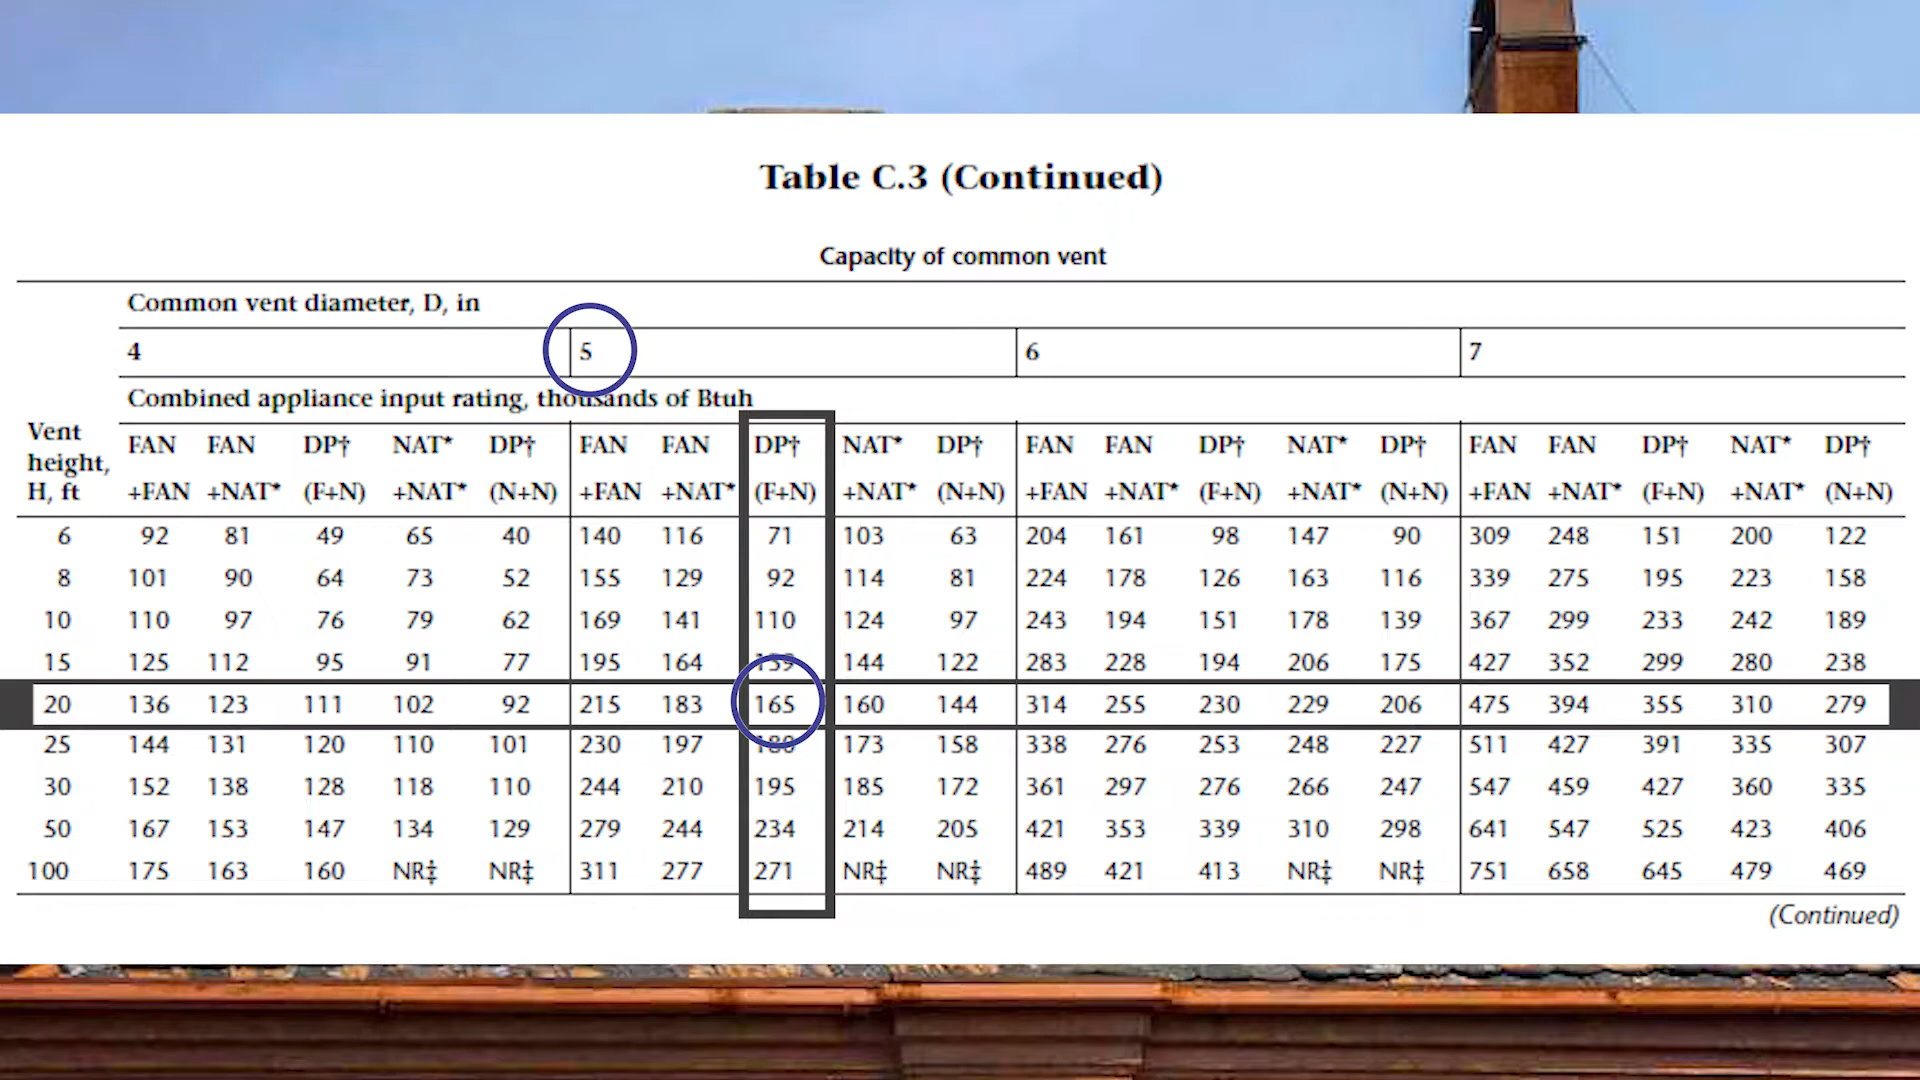 Table C.3 (Continued)
Capacity of common vent
Common vent diameter, D, in
4 5 6 7
Combined appliance input rating, thousands of Btuh
Vent height, H, ft
FAN FAN DP† NAT* DP† FAN FAN DP† NAT* DP† FAN FAN DP† NAT* DP† FAN FAN DP† NAT* DP†
+FAN +NAT* (F+N) +NAT* (N+N) +FAN +NAT* (F+N) +NAT* (N+N) +FAN +NAT* (F+N) +NAT* (N+N) +FAN +NAT* (F+N) +NAT* (N+N)
6 92 81 49 65 40 140 116 71 103 63 204 161 98 147 90 309 248 151 200 122
8 101 90 64 73 52 155 129 92 114 81 224 178 126 163 116 339 275 195 223 158
10 110 97 76 79 62 169 141 110 124 97 243 194 151 178 139 367 299 233 242 189
15 125 112 95 91 77 195 164 139 144 122 283 228 194 206 175 427 352 299 280 238
20 136 123 111 102 92 215 183 165 160 144 314 255 230 229 206 475 394 355 310 279
25 144 131 120 110 101 230 197 180 173 158 338 276 253 248 227 511 427 391 335 307
30 152 138 128 118 110 244 210 195 185 172 361 297 276 266 247 547 459 427 360 335
50 167 153 147 134 129 279 244 234 214 205 421 353 339 310 298 641 547 525 423 406
100 175 163 160 NR‡ NR‡ 311 277 271 NR‡ NR‡ 489 421 413 NR‡ NR‡ 751 658 645 479 469
(Continued)